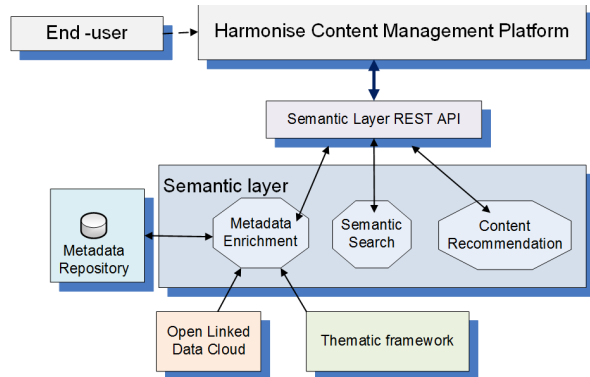 End -user
Harmonise Content Management Platform
Semantic Layer REST API
Semantic layer
Metadata
Enrichment
Semantic
Search
Content
Recommendation
Metadata
Repository
Open Linked
Data Cloud
Thematic framework